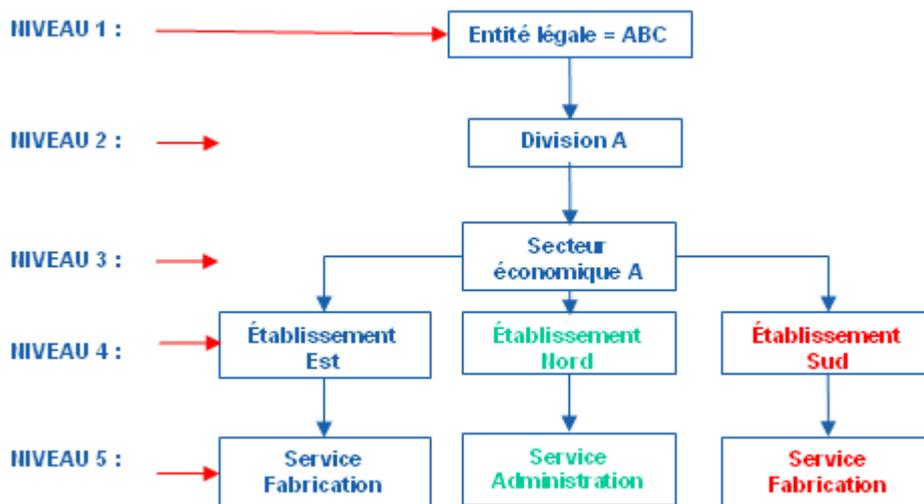 NIVEAU 1 :
Entité légale = ABC
NIVEAU 2 :
Division A
NIVEAU 3 :
Secteur
économique A
NIVEAU 4 :
Établissement
Est
Établissement
Nord
Établissement
Sud
NIVEAU 5 :
Service
Fabrication
Service
Administration
Service
Fabrication